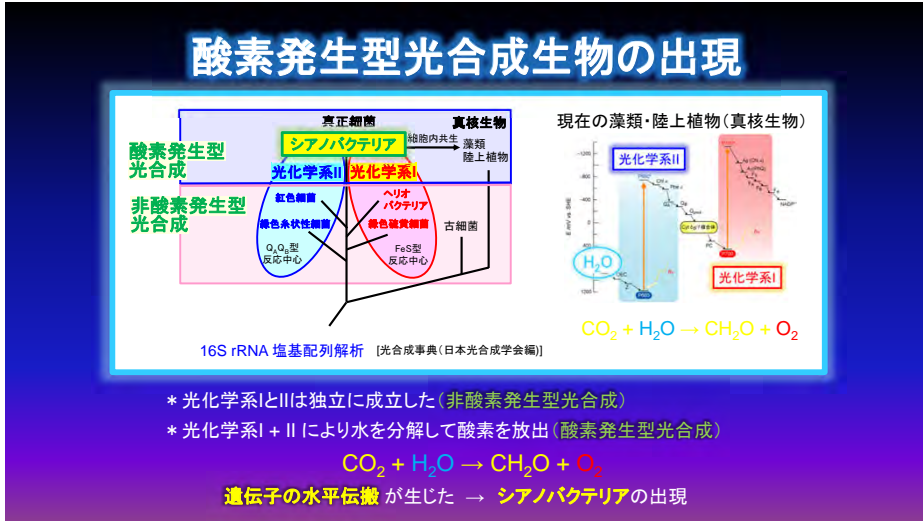 酸素発生型光合成生物の出現
真正細菌
真核生物
シアノバクテリア
細胞内共生
藻類
陸上植物
酸素発生型
光合成
光化学系II
光化学系I
非酸素発生型
光合成
紅色細菌
ヘリオ
バクテリア
緑色糸状性細菌
緑色硫黄細菌
古細菌
QAQB型
反応中心
FeS型
反応中心
16S rRNA 塩基配列解析
[光合成事典(日本光合成学会編)]
現在の藻類・陸上植物(真核生物)
光化学系II
-1200
-800
-400
0
400
800
1000
E mV vs. SHE
H2O
PC
NADP+
光化学系I
CO2 + H2O → CH2O + O2
* 光化学系IとIIは独立に成立した(非酸素発生型光合成)
* 光化学系I + II により水を分解して酸素を放出(酸素発生型光合成)
CO2 + H2O → CH2O + O2
遺伝子の水平伝搬 が生じた → シアノバクテリアの出現